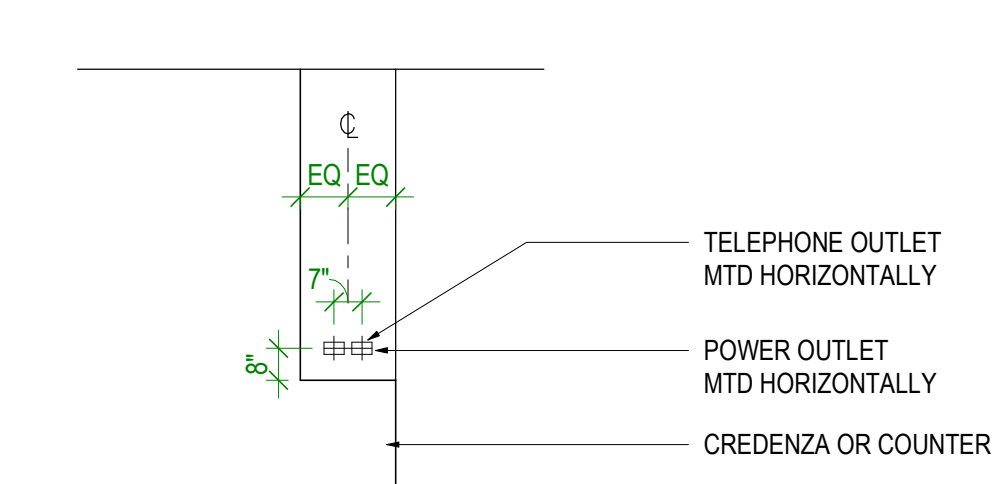 ℄
EQ EQ
7"
8"
TELEPHONE OUTLET
MTD HORIZONTALLY
POWER OUTLET
MTD HORIZONTALLY
CREDENZA OR COUNTER